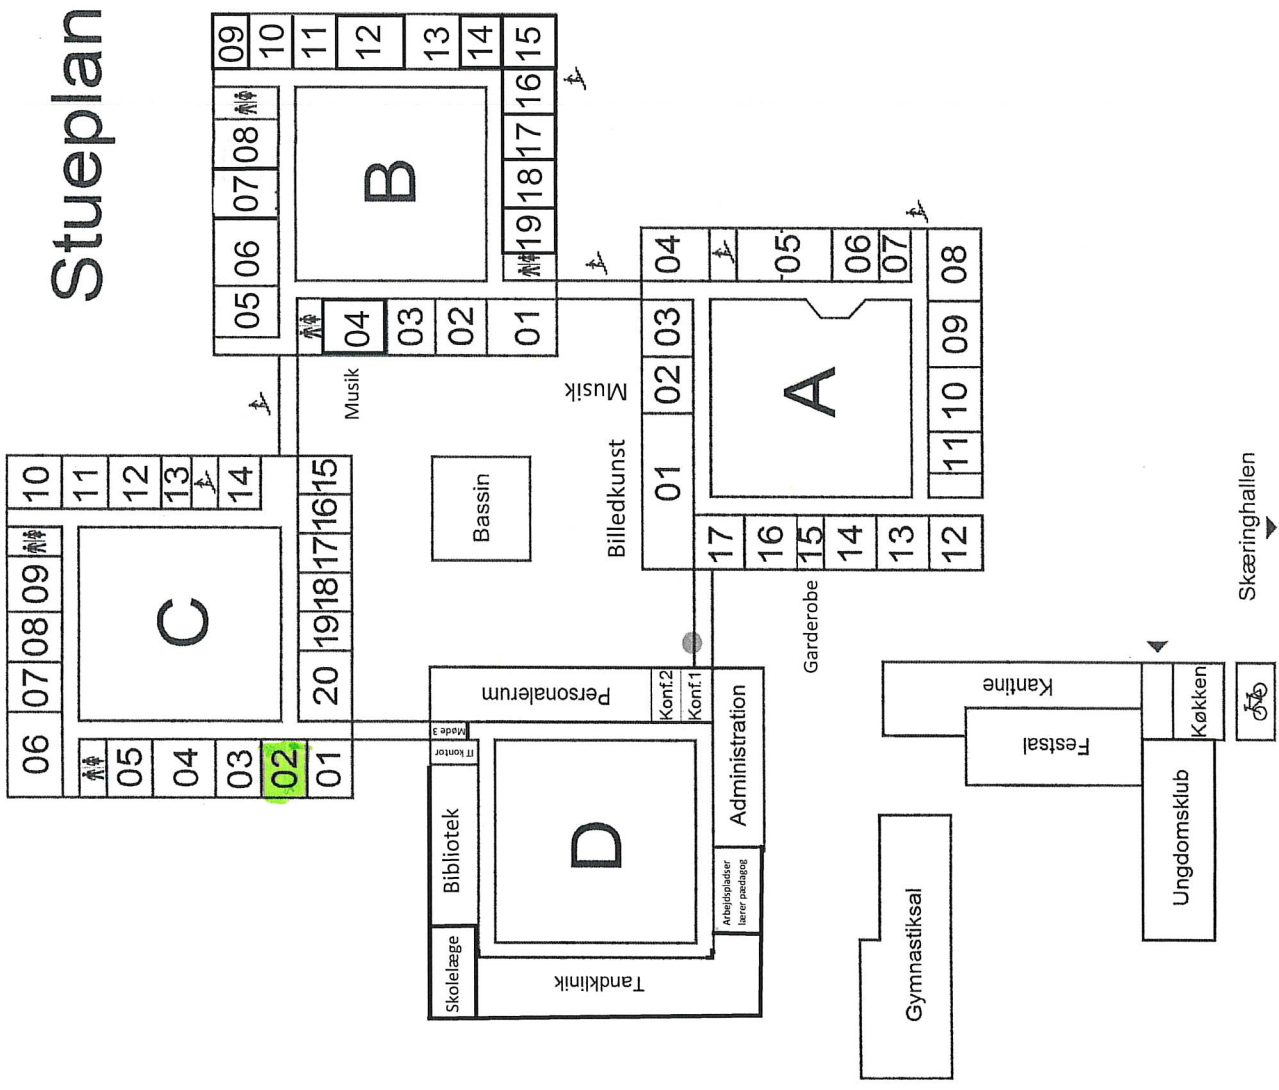 Stueplan
C
06
07
08
09
10
11
12
13
14
15
16
17
18
19
20
01
02
03
04
05
B
05
06
07
08
09
10
11
12
13
14
15
16
17
18
19
01
02
03
04
Musik
Bassin
Musik
Billedkunst
A
01
02
03
04
05
06
07
08
09
10
11
12
13
14
15
16
17
Garderobe
D
Skolelæge
Bibliotek
IT kontor
Møde 3
Personalerum
Konf.2
Konf.1
Administration
Arbejdspladser
lærer pædagog
Tandklinik
Gymnastiksal
Kantine
Festsal
Køkken
Ungdomsklub
Skæringhallen